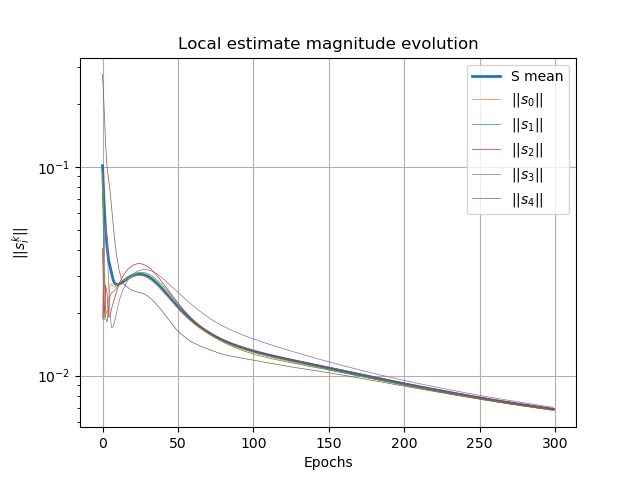 Local estimate magnitude evolution
S mean
||s₀||
||s₁||
||s₂||
||s₃||
||s₄||
||sᵢᵏ||
10⁻¹
10⁻²
0 50 100 150 200 250 300
Epochs